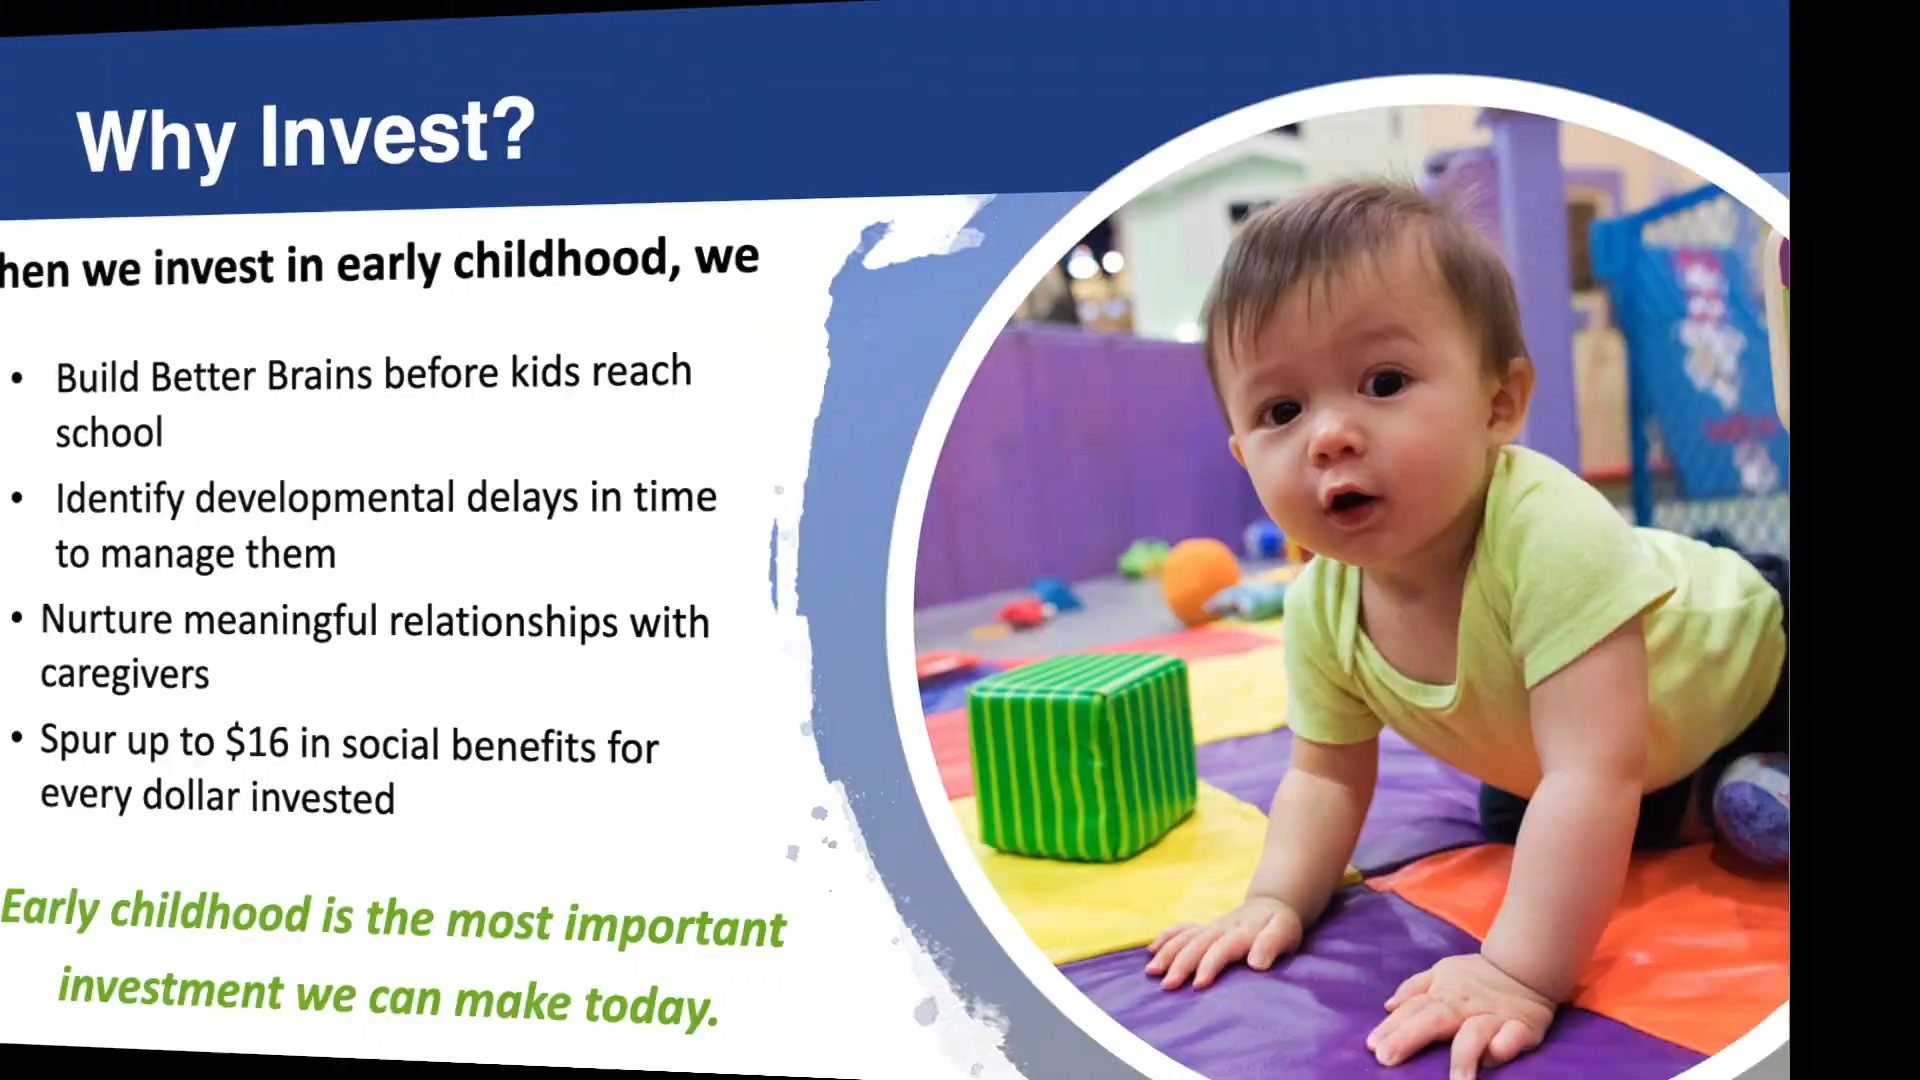 Why Invest?
hen we invest in early childhood, we
• Build Better Brains before kids reach
school
• Identify developmental delays in time
to manage them
• Nurture meaningful relationships with
caregivers
• Spur up to $16 in social benefits for
every dollar invested
Early childhood is the most important
investment we can make today.